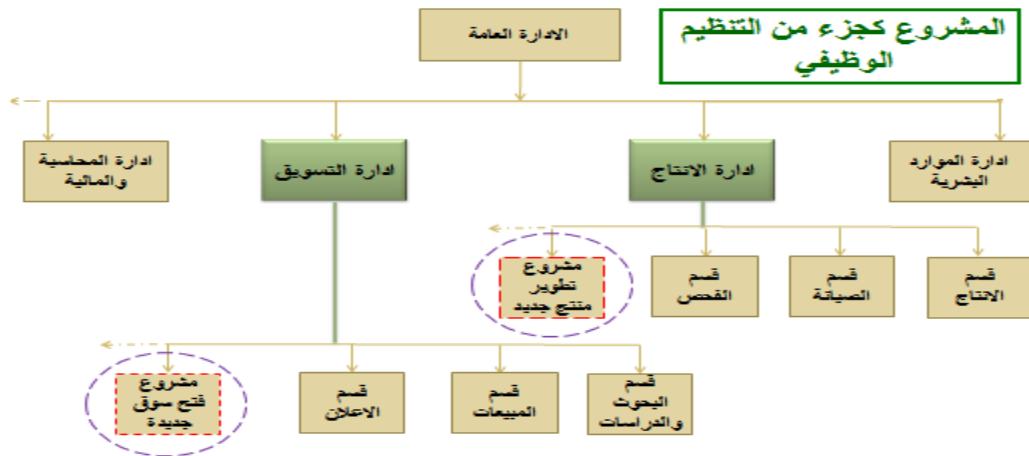 المشروع كجزء من التنظيم
الوظيفي
الادارة العامة
ادارة الموارد
البشرية
ادارة الانتاج
ادارة التسويق
ادارة المحاسبة
والمالية
قسم
الانتاج
قسم
الصيانة
قسم
الفحص
مشروع
تطوير
منتج جديد
قسم
البحوث
والدراسات
قسم
المبيعات
قسم
الاعلان
مشروع
فتح سوق
جديدة